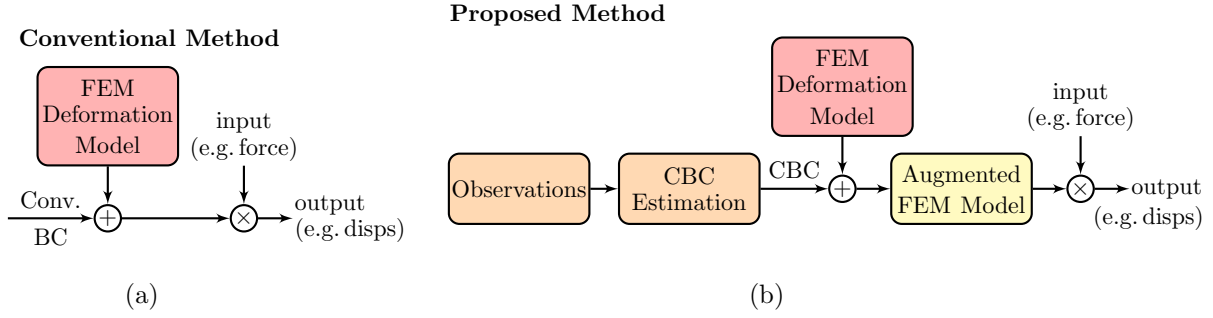 Conventional Method
FEM
Deformation
Model
input
(e.g. force)
Conv.
BC
+
×
output
(e.g. disps)
(a)
Proposed Method
Observations
CBC
Estimation
CBC
FEM
Deformation
Model
+
Augmented
FEM Model
input
(e.g. force)
×
output
(e.g. disps)
(b)